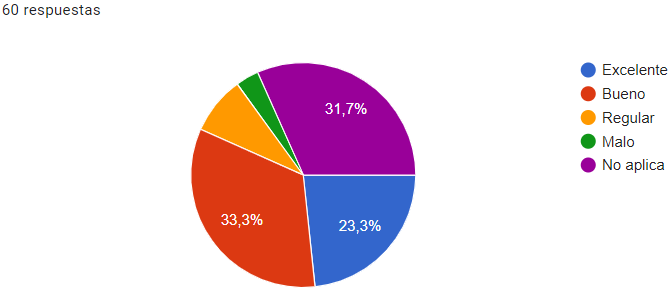 60 respuestas
31,7%
33,3%
23,3%
Excelente
Bueno
Regular
Malo
No aplica